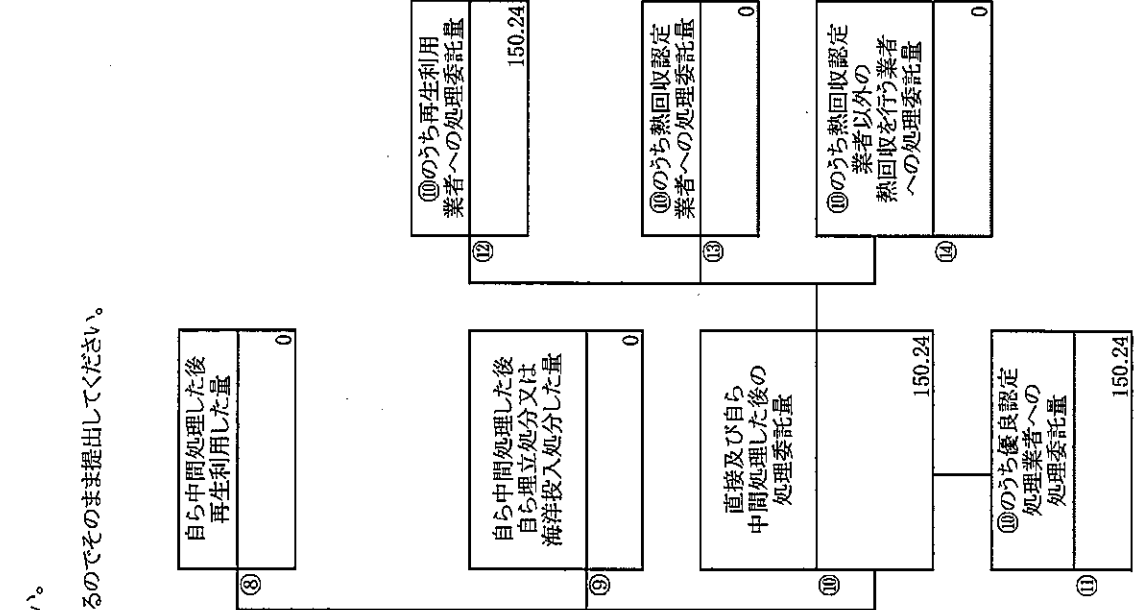 い。
るのでそのまま提出してください。
⑧
自ら中間処理した後
再生利用した量
0
⑨
自ら中間処理した後
自ら埋立処分又は
海洋投入処分した量
0
⑩
直接及び自ら
中間処理した後の
処理委託量
150.24
⑪
⑩のうち優良認定
処理業者への
処理委託量
150.24
⑫
⑩のうち再生利用
業者への処理委託量
150.24
⑬
⑩のうち熱回収認定
業者への処理委託量
0
⑭
⑩のうち熱回収認定
業者以外の
熱回収を行う業者
への処理委託量
0